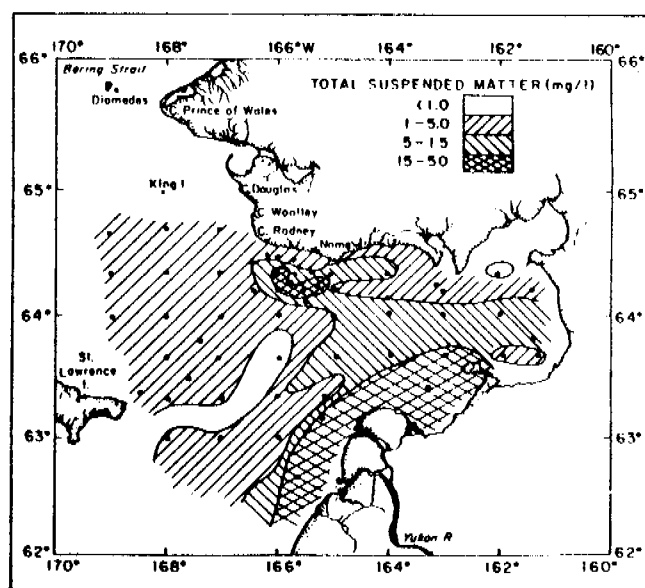 170° 168° 166°W 164° 162° 160°
66° 66°
Bering Strait
Diomedes
C. Prince of Wales
TOTAL SUSPENDED MATTER (mg/l)
<1.0
1-5.0
5-15
15-50
65° 65°
King I
C. Douglas
C. Woolley
C. Rodney
Nome
64° 64°
St.
Lawrence
I.
63° 63°
Yukon R
62° 62°
170° 168° 166° 164° 162° 160°